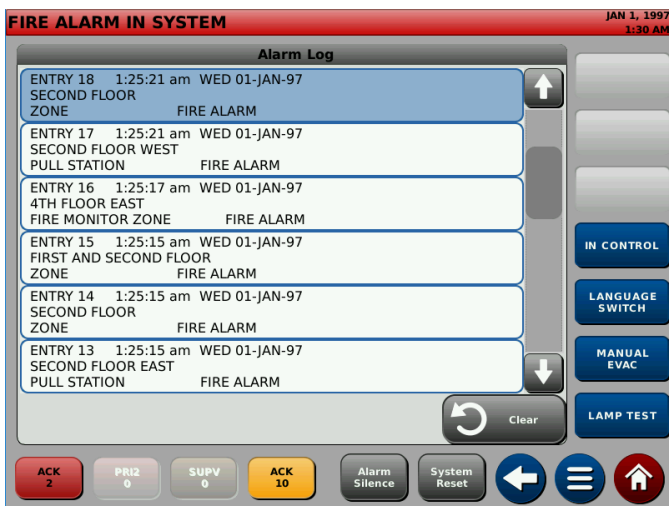 FIRE ALARM IN SYSTEM
JAN 1, 1997
1:30 AM
Alarm Log
ENTRY 18 1:25:21 am WED 01-JAN-97
SECOND FLOOR
ZONE FIRE ALARM
ENTRY 17 1:25:21 am WED 01-JAN-97
SECOND FLOOR WEST
PULL STATION FIRE ALARM
ENTRY 16 1:25:17 am WED 01-JAN-97
4TH FLOOR EAST
FIRE MONITOR ZONE FIRE ALARM
ENTRY 15 1:25:15 am WED 01-JAN-97
FIRST AND SECOND FLOOR
ZONE FIRE ALARM
ENTRY 14 1:25:15 am WED 01-JAN-97
SECOND FLOOR
ZONE FIRE ALARM
ENTRY 13 1:25:15 am WED 01-JAN-97
SECOND FLOOR EAST
PULL STATION FIRE ALARM
Clear
IN CONTROL
LANGUAGE
SWITCH
MANUAL
EVAC
LAMP TEST
ACK
2
PRI2
0
SUPV
0
ACK
10
Alarm
Silence
System
Reset